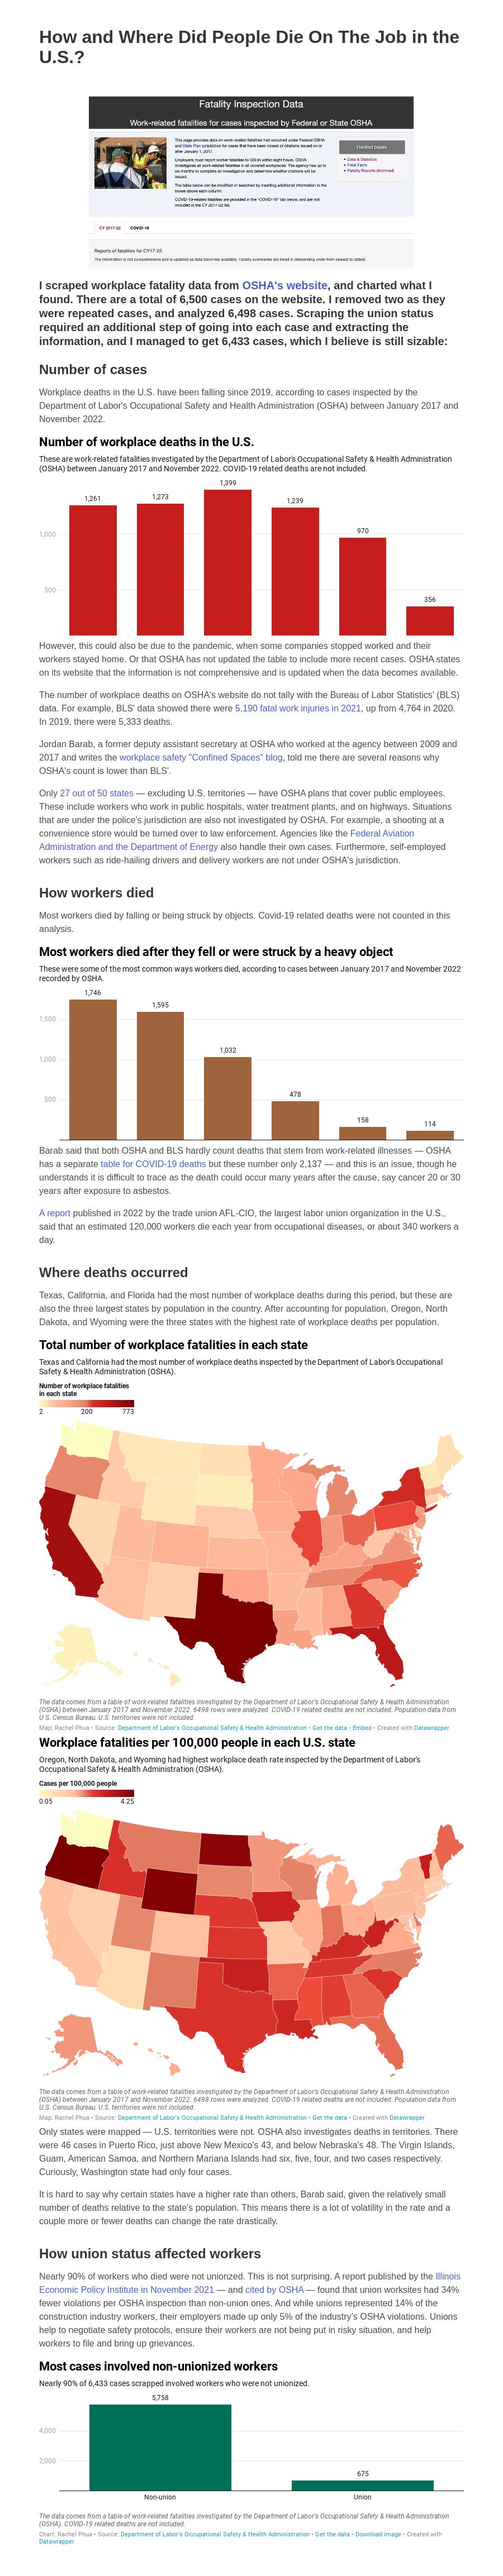 How and Where Did People Die On The Job in the
U.S.?
Fatality Inspection Data
Work-related fatalities for cases inspected by Federal or State OSHA
This page provides data on work-related fatalities that occurred under Federal OSHA
and State Plan jurisdiction for cases that have been closed or citations issued on or
after January 1, 2017.
Employers must report worker fatalities to OSHA within eight hours. OSHA
investigates all work-related fatalities in all covered workplaces. The agency has up to
six months to complete an investigation and determine whether citations will be
issued.
The table below can be modified or searched by inserting additional information in the
boxes above each column.
COVID-19-related fatalities are provided in the "COVID-19" tab below, and are not
included in the CY 2017-22 list.
Related pages
• Data & Statistics
• Fatal Facts
• Fatality Reports (Archived)
CY 2017-22 COVID-19
Reports of fatalities for CY17-22.
The information is not comprehensive and is updated as data becomes available. Fatality summaries are listed in descending order from newest to oldest.
I scraped workplace fatality data from OSHA's website, and charted what I
found. There are a total of 6,500 cases on the website. I removed two as they
were repeated cases, and analyzed 6,498 cases. Scraping the union status
required an additional step of going into each case and extracting the
information, and I managed to get 6,433 cases, which I believe is still sizable:
Number of cases
Workplace deaths in the U.S. have been falling since 2019, according to cases inspected by the
Department of Labor's Occupational Safety and Health Administration (OSHA) between January 2017 and
November 2022.
Number of workplace deaths in the U.S.
These are work-related fatalities investigated by the Department of Labor's Occupational Safety & Health Administration
(OSHA) between January 2017 and November 2022. COVID-19 related deaths are not included.
1,399
1,261
1,273
1,239
970
356
1,000
500
However, this could also be due to the pandemic, when some companies stopped worked and their
workers stayed home. Or that OSHA has not updated the table to include more recent cases. OSHA states
on its website that the information is not comprehensive and is updated when the data becomes available.
The number of workplace deaths on OSHA's website do not tally with the Bureau of Labor Statistics' (BLS)
data. For example, BLS' data showed there were 5,190 fatal work injuries in 2021, up from 4,764 in 2020.
In 2019, there were 5,333 deaths.
Jordan Barab, a former deputy assistant secretary at OSHA who worked at the agency between 2009 and
2017 and writes the workplace safety "Confined Spaces" blog, told me there are several reasons why
OSHA's count is lower than BLS'.
Only 27 out of 50 states — excluding U.S. territories — have OSHA plans that cover public employees.
These include workers who work in public hospitals, water treatment plants, and on highways. Situations
that are under the police's jurisdiction are also not investigated by OSHA. For example, a shooting at a
convenience store would be turned over to law enforcement. Agencies like the Federal Aviation
Administration and the Department of Energy also handle their own cases. Furthermore, self-employed
workers such as ride-hailing drivers and delivery workers are not under OSHA's jurisdiction.
How workers died
Most workers died by falling or being struck by objects. Covid-19 related deaths were not counted in this
analysis.
Most workers died after they fell or were struck by a heavy object
These were some of the most common ways workers died, according to cases between January 2017 and November 2022
recorded by OSHA.
1,746
1,595
1,032
478
158
114
1,500
1,000
500
Barab said that both OSHA and BLS hardly count deaths that stem from work-related illnesses — OSHA
has a separate table for COVID-19 deaths but these number only 2,137 — and this is an issue, though he
understands it is difficult to trace as the death could occur many years after the cause, say cancer 20 or 30
years after exposure to asbestos.
A report published in 2022 by the trade union AFL-CIO, the largest labor union organization in the U.S.,
said that an estimated 120,000 workers die each year from occupational diseases, or about 340 workers a
day.
Where deaths occurred
Texas, California, and Florida had the most number of workplace deaths during this period, but these are
also the three largest states by population in the country. After accounting for population, Oregon, North
Dakota, and Wyoming were the three states with the highest rate of workplace deaths per population.
Total number of workplace fatalities in each state
Texas and California had the most number of workplace deaths inspected by the Department of Labor's Occupational
Safety & Health Administration (OSHA).
Number of workplace fatalities
in each state
2 200 773
The data comes from a table of work-related fatalities investigated by the Department of Labor's Occupational Safety & Health Adminstration
(OSHA) between January 2017 and November 2022. 6498 rows were analyzed. COVID-19 related deaths are not included. Population data from
U.S. Census Bureau. U.S. territories were not included.
Map: Rachel Phua • Source: Department of Labor's Occupational Safety & Health Administration • Get the data • Embed • Created with Datawrapper
Workplace fatalities per 100,000 people in each U.S. state
Oregon, North Dakota, and Wyoming had highest workplace death rate inspected by the Department of Labor's
Occupational Safety & Health Administration (OSHA).
Cases per 100,000 people
0.05 4.25
The data comes from a table of work-related fatalities investigated by the Department of Labor's Occupational Safety & Health Adminstration
(OSHA) between January 2017 and November 2022. 6498 rows were analyzed. COVID-19 related deaths are not included. Population data from
U.S. Census Bureau. U.S. territories were not included.
Map: Rachel Phua • Source: Department of Labor's Occupational Safety & Health Administration • Get the data • Created with Datawrapper
Only states were mapped — U.S. territories were not. OSHA also investigates deaths in territories. There
were 46 cases in Puerto Rico, just above New Mexico's 43, and below Nebraska's 48. The Virgin Islands,
Guam, American Samoa, and Northern Mariana Islands had six, five, four, and two cases respectively.
Curiously, Washington state had only four cases.
It is hard to say why certain states have a higher rate than others, Barab said, given the relatively small
number of deaths relative to the state's population. This means there is a lot of volatility in the rate and a
couple more or fewer deaths can change the rate drastically.
How union status affected workers
Nearly 90% of workers who died were not unionzed. This is not surprising. A report published by the Illinois
Economic Policy Institute in November 2021 — and cited by OSHA — found that union worksites had 34%
fewer violations per OSHA inspection than non-union ones. And while unions represented 14% of the
construction industry workers, their employers made up only 5% of the industry's OSHA violations. Unions
help to negotiate safety protocols, ensure their workers are not being put in risky situation, and help
workers to file and bring up grievances.
Most cases involved non-unionized workers
Nearly 90% of 6,433 cases scrapped involved workers who were not unionized.
5,758
675
4,000
2,000
Non-union Union
The data comes from a table of work-related fatalities investigated by the Department of Labor's Occupational Safety & Health Administration
(OSHA). COVID-19 related deaths are not included.
Chart: Rachel Phua • Source: Department of Labor's Occupational Safety & Health Administration • Get the data • Download image • Created with
Datawrapper